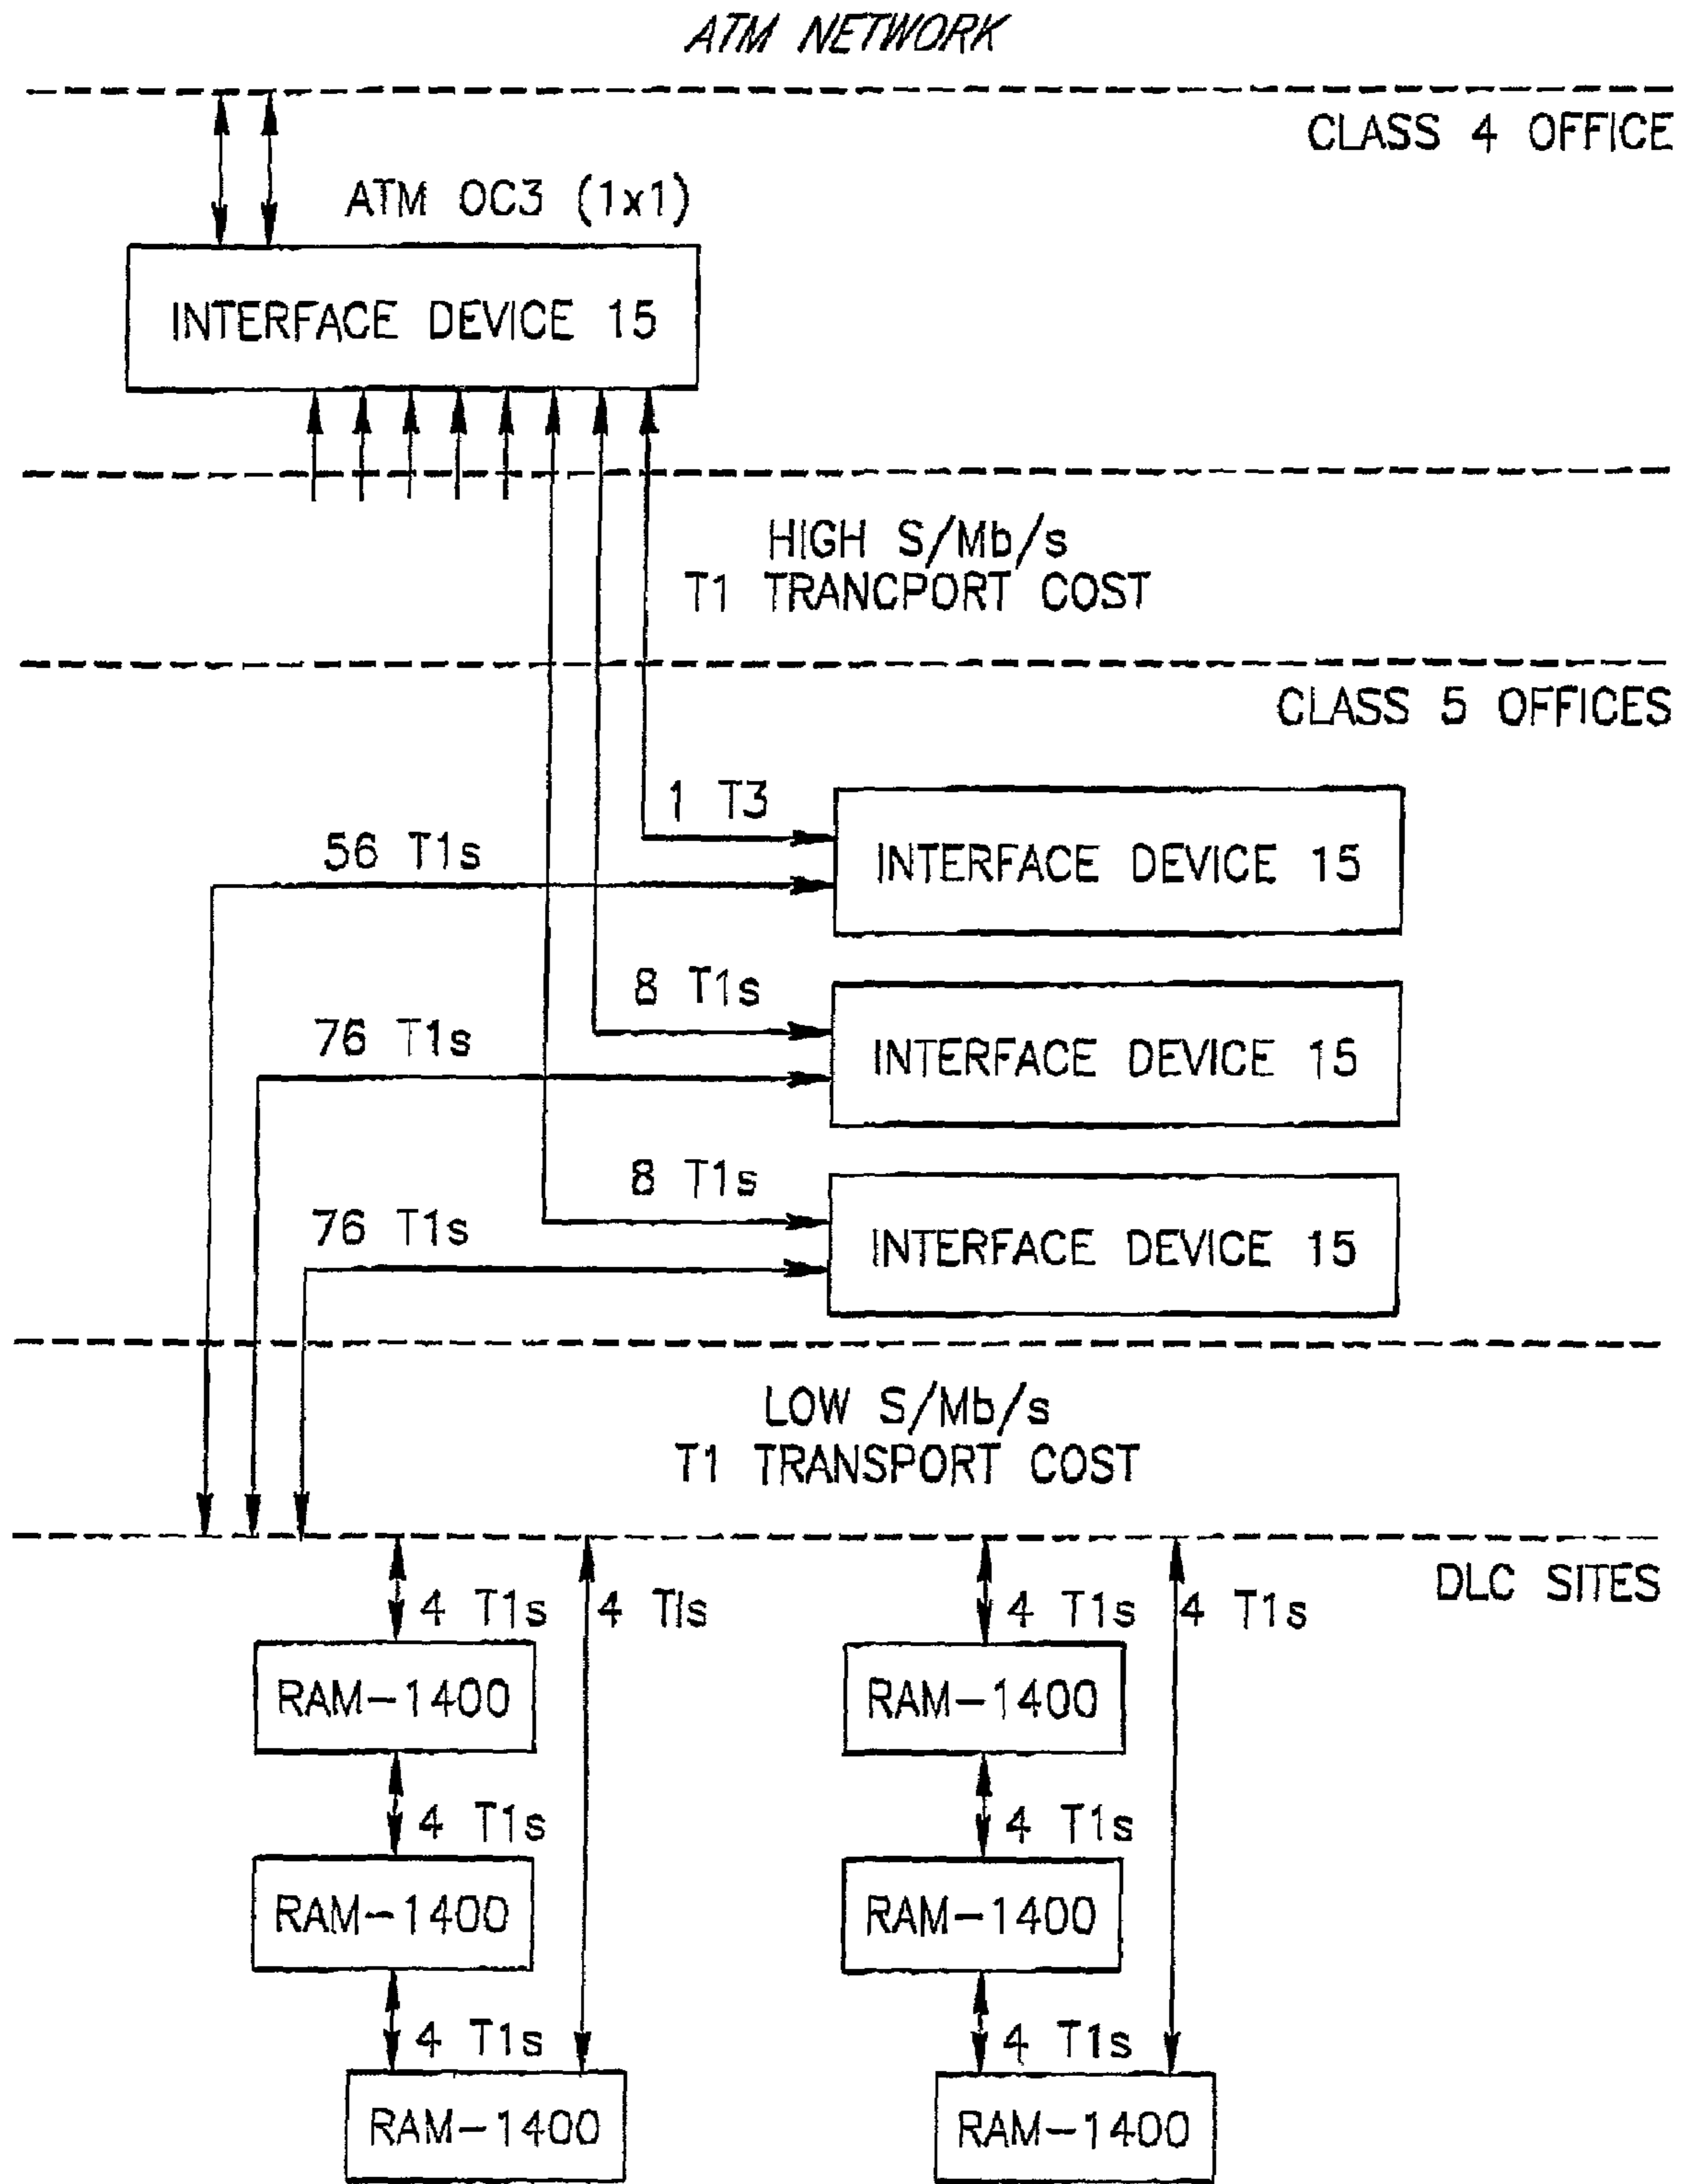 ATM NETWORK
CLASS 4 OFFICE
ATM OC3 (1x1)
INTERFACE DEVICE 15
HIGH S/Mb/s
T1 TRANCPORT COST
CLASS 5 OFFICES
1 T3
56 T1s
INTERFACE DEVICE 15
8 T1s
76 T1s
INTERFACE DEVICE 15
8 T1s
76 T1s
INTERFACE DEVICE 15
LOW S/Mb/s
T1 TRANSPORT COST
DLC SITES
4 T1s
4 TIs
4 T1s
4 T1s
RAM-1400
RAM-1400
4 T1s
4 T1s
RAM-1400
RAM-1400
4 T1s
4 T1s
RAM-1400
RAM-1400